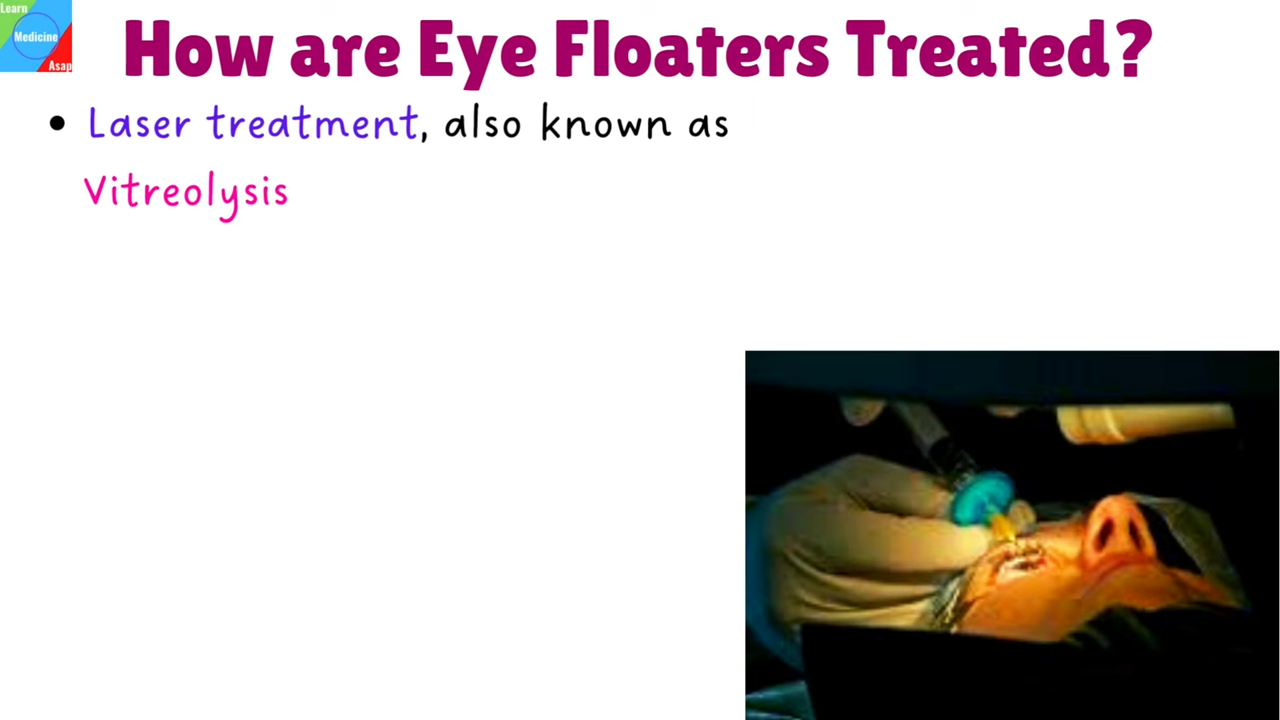 Learn
Medicine
Asap
How are Eye Floaters Treated?
• Laser treatment, also known as
Vitreolysis